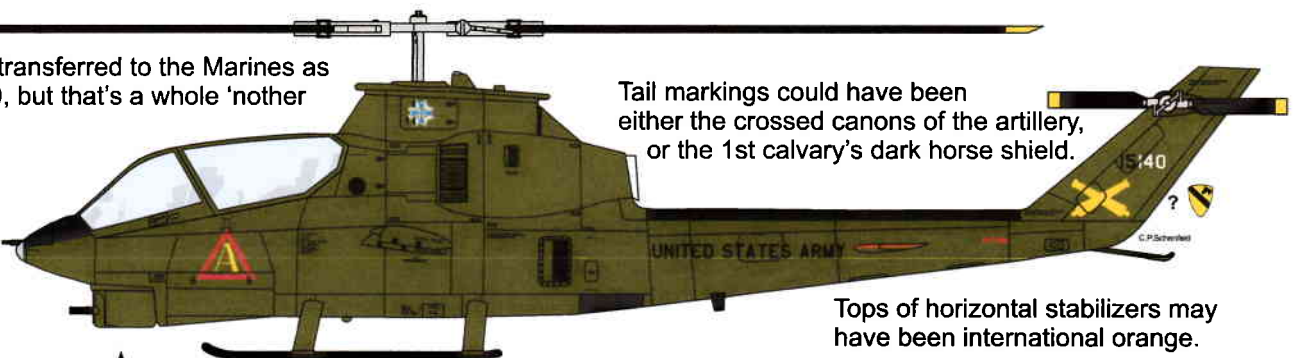 transferred to the Marines as
, but that's a whole 'nother
Tail markings could have been
either the crossed canons of the artillery,
or the 1st calvary's dark horse shield.
15140
?
C.P.Schenfeld
A
UNITED STATES ARMY
Tops of horizontal stabilizers may
have been international orange.